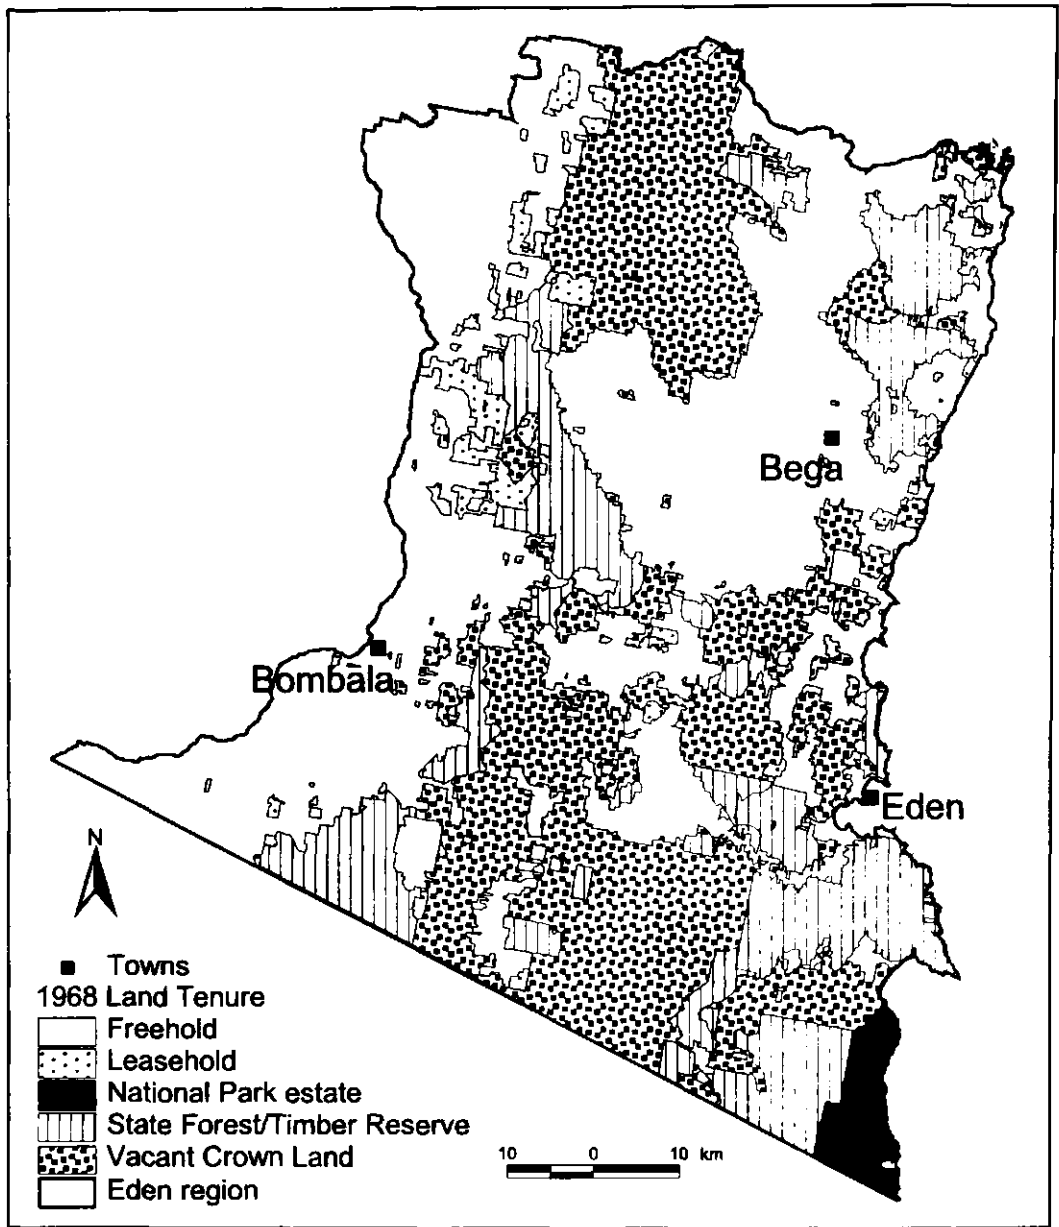 Bega
Bombala
Eden
N
Towns
1968 Land Tenure
Freehold
Leasehold
National Park estate
State Forest/Timber Reserve
Vacant Crown Land
Eden region
10 0 10 km